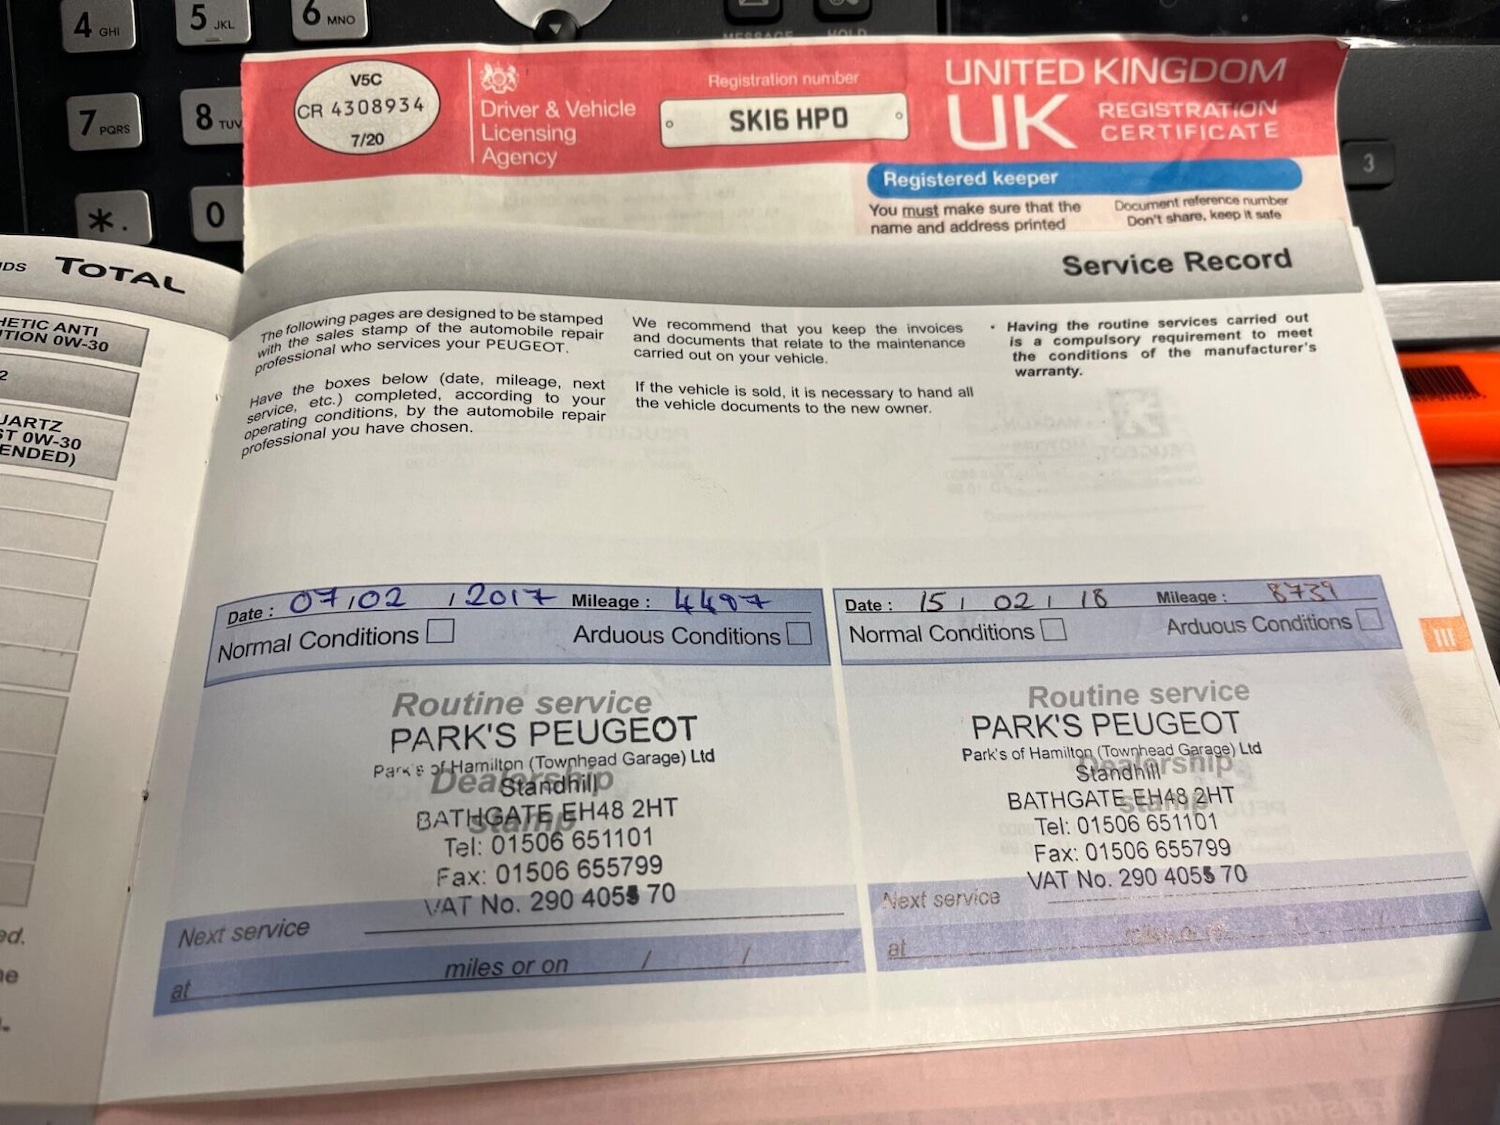 4 GHI
5 JKL
6 MNO
7 PQRS
8 TUV
*.
0
3
MESSAGE
HOLD
V5C
CR 4308934
7/20
Driver & Vehicle
Licensing
Agency
Registration number
SK16 HPO
UNITED KINGDOM
UK REGISTRATION
CERTIFICATE
Registered keeper
You must make sure that the
name and address printed
Document reference number
Don't share, keep it safe
TOTAL
HETIC ANTI
TION 0W-30
2
UARTZ
ST 0W-30
ENDED)
ed.
Service Record
The following pages are designed to be stamped
with the sales stamp of the automobile repair
professional who services your PEUGEOT.
Have the boxes below (date, mileage, next
service, etc.) completed, according to your
operating conditions, by the automobile repair
professional you have chosen.
We recommend that you keep the invoices
and documents that relate to the maintenance
carried out on your vehicle.
If the vehicle is sold, it is necessary to hand all
the vehicle documents to the new owner.
• Having the routine services carried out
is a compulsory requirement to meet
the conditions of the manufacturer's
warranty.
Date : 07/02/2017 Mileage : 4497
Normal Conditions Arduous Conditions
Routine service
PARK'S PEUGEOT
Park's of Hamilton (Townhead Garage) Ltd
Dealership
Standhill
BATHGATE EH48 2HT
stamp
Tel: 01506 651101
Fax: 01506 655799
VAT No. 290 4055 70
Next service
at miles or on / /
Date : 15/02/18 Mileage : 8739
Normal Conditions Arduous Conditions
Routine service
PARK'S PEUGEOT
Park's of Hamilton (Townhead Garage) Ltd
Dealership
Standhill
BATHGATE EH48 2HT
stamp
Tel: 01506 651101
Fax: 01506 655799
VAT No. 290 4055 70
Next service
at
III